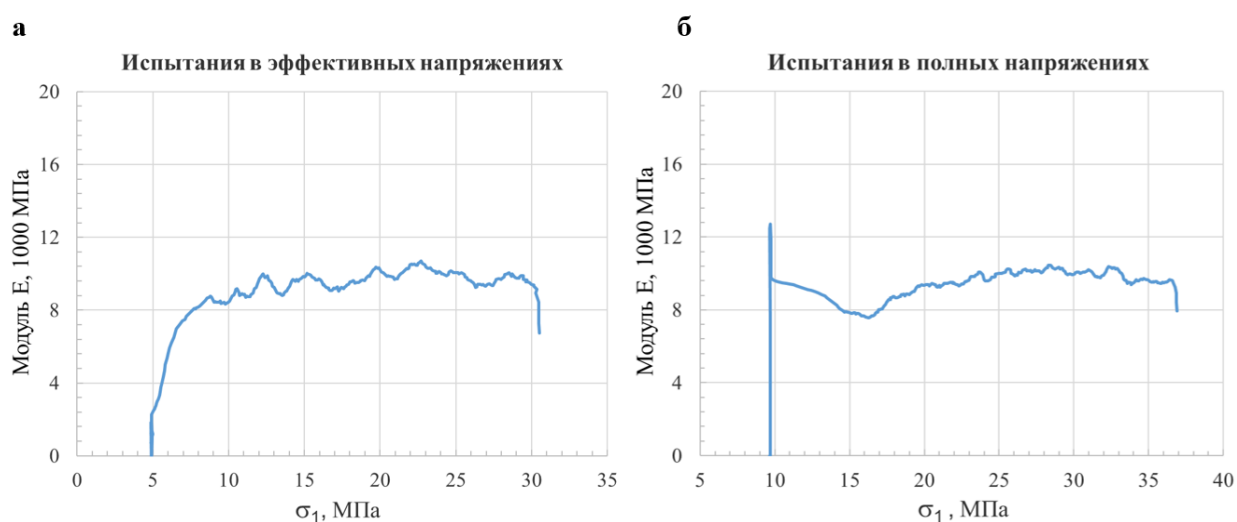 а
Испытания в эффективных напряжениях
20
16
12
8
4
0
Модуль E, 1000 МПа
0 5 10 15 20 25 30 35
σ1, МПа
б
Испытания в полных напряжениях
20
16
12
8
4
0
Модуль E, 1000 МПа
5 10 15 20 25 30 35 40
σ1, МПа